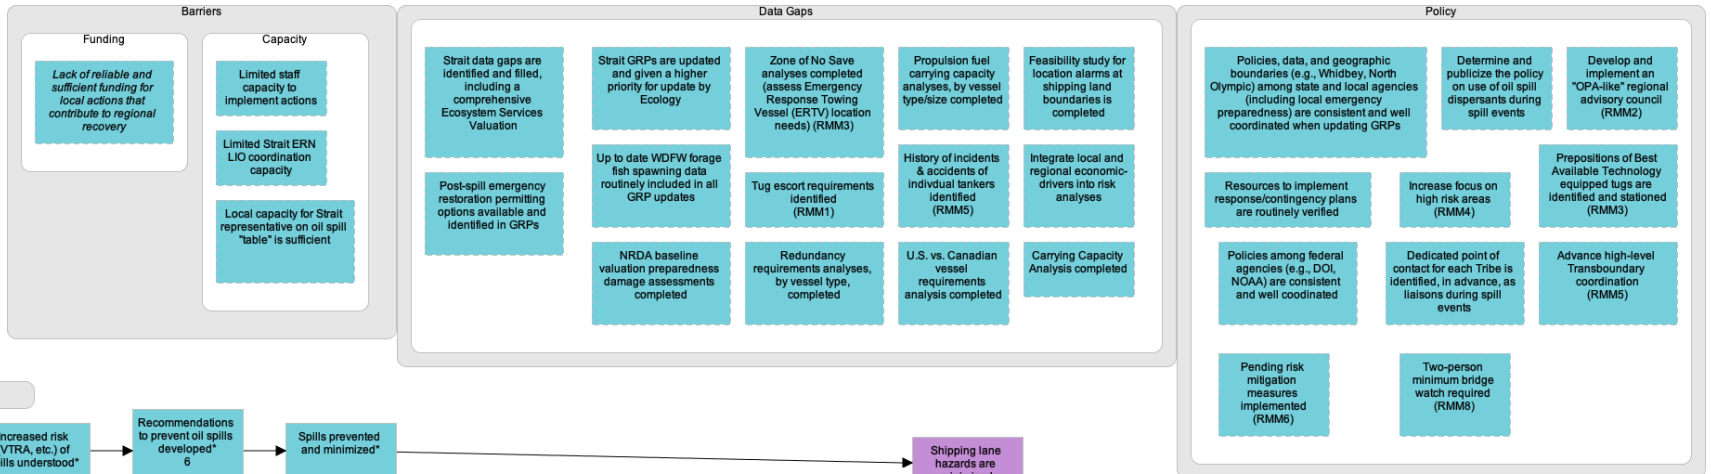 Barriers
Funding
Lack of reliable and
sufficient funding for
local actions that
contribute to regional
recovery
Capacity
Limited staff
capacity to
implement actions
Limited Strait ERN
LIO coordination
capacity
Local capacity for Strait
representative on oil spill
"table" is sufficient
Data Gaps
Strait data gaps are
identified and filled,
including a
comprehensive
Ecosystem Services
Valuation
Post-spill emergency
restoration permitting
options available and
identified in GRPs
Strait GRPs are updated
and given a higher
priority for update by
Ecology
Up to date WDFW forage
fish spawning data
routinely included in all
GRP updates
NRDA baseline
valuation preparedness
damage assessments
completed
Zone of No Save
analyses completed
(assess Emergency
Response Towing
Vessel (ERTV) location
needs) (RMM3)
Tug escort requirements
identified
(RMM1)
Redundancy
requirements analyses,
by vessel type,
completed
Propulsion fuel
carrying capacity
analyses, by vessel
type/size completed
History of incidents
& accidents of
indivdual tankers
identified
(RMM5)
U.S. vs. Canadian
vessel
requirements
analysis completed
Feasibility study for
location alarms at
shipping land
boundaries is
completed
Integrate local and
regional economic-
drivers into risk
analyses
Carrying Capacity
Analysis completed
Policy
Policies, data, and geographic
boundaries (e.g., Whidbey, North
Olympic) among state and local agencies
(including local emergency
preparedness) are consistent and well
coordinated when updating GRPs
Determine and
publicize the policy
on use of oil spill
dispersants during
spill events
Develop and
implement an
"OPA-like" regional
advisory council
(RMM2)
Resources to implement
response/contingency plans
are routinely verified
Increase focus on
high risk areas
(RMM4)
Prepositions of Best
Available Technology
equipped tugs are
identified and stationed
(RMM3)
Policies among federal
agencies (e.g., DOI,
NOAA) are consistent
and well coodinated
Dedicated point of
contact for each Tribe is
identified, in advance, as
liaisons during spill
events
Advance high-level
Transboundary
coordination
(RMM5)
Pending risk
mitigation
measures
implemented
(RMM6)
Two-person
minimum bridge
watch required
(RMM8)
ncreased risk
VTRA, etc.) of
ills understood*
Recommendations
to prevent oil spills
developed*
6
Spills prevented
and minimized*
Shipping lane
hazards are